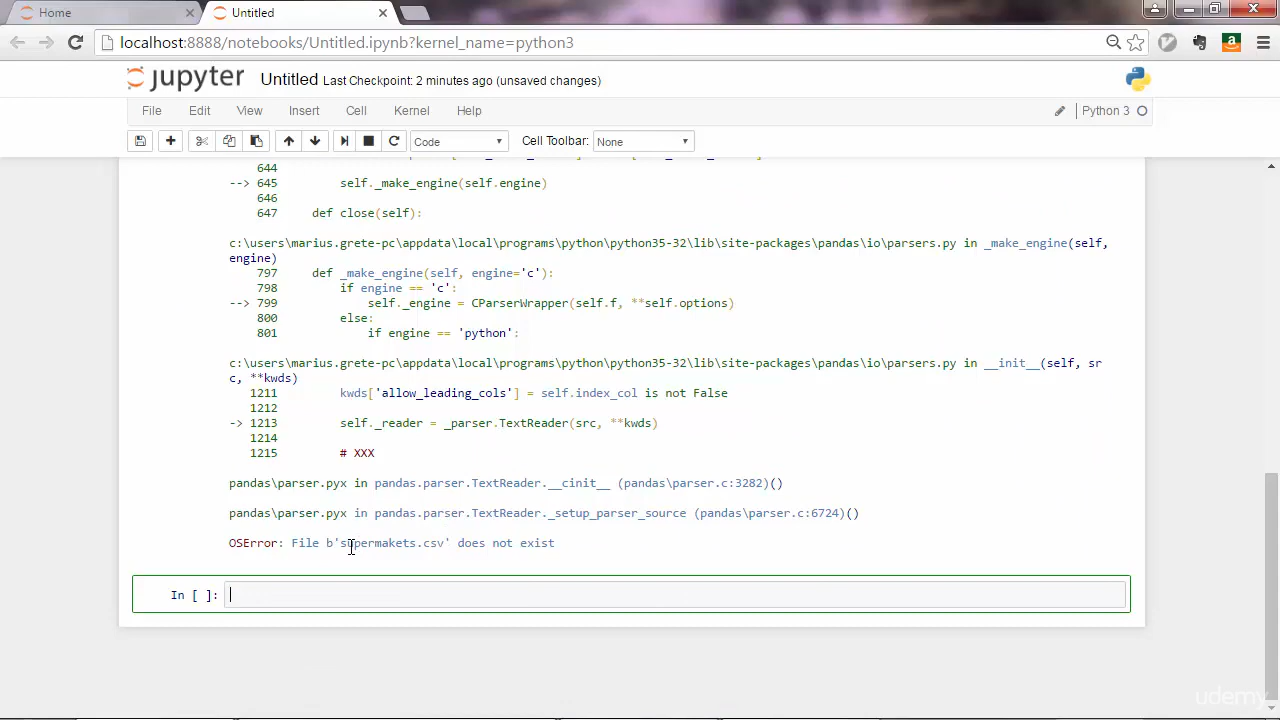 Home
Untitled
localhost:8888/notebooks/Untitled.ipynb?kernel_name=python3
jupyter Untitled Last Checkpoint: 2 minutes ago (unsaved changes)
File Edit View Insert Cell Kernel Help Python 3
Code Cell Toolbar: None
644
--> 645 self._make_engine(self.engine)
646
647 def close(self):
c:\users\marius.grete-pc\appdata\local\programs\python\python35-32\lib\site-packages\pandas\io\parsers.py in _make_engine(self,
engine)
797 def _make_engine(self, engine='c'):
798 if engine == 'c':
--> 799 self._engine = CParserWrapper(self.f, **self.options)
800 else:
801 if engine == 'python':
c:\users\marius.grete-pc\appdata\local\programs\python\python35-32\lib\site-packages\pandas\io\parsers.py in __init__(self, sr
c, **kwds)
1211 kwds['allow_leading_cols'] = self.index_col is not False
1212
-> 1213 self._reader = _parser.TextReader(src, **kwds)
1214
1215 # XXX
pandas\parser.pyx in pandas.parser.TextReader.__cinit__ (pandas\parser.c:3282)()
pandas\parser.pyx in pandas.parser.TextReader._setup_parser_source (pandas\parser.c:6724)()
OSError: File b'supermakets.csv' does not exist
In [ ]:
udemy